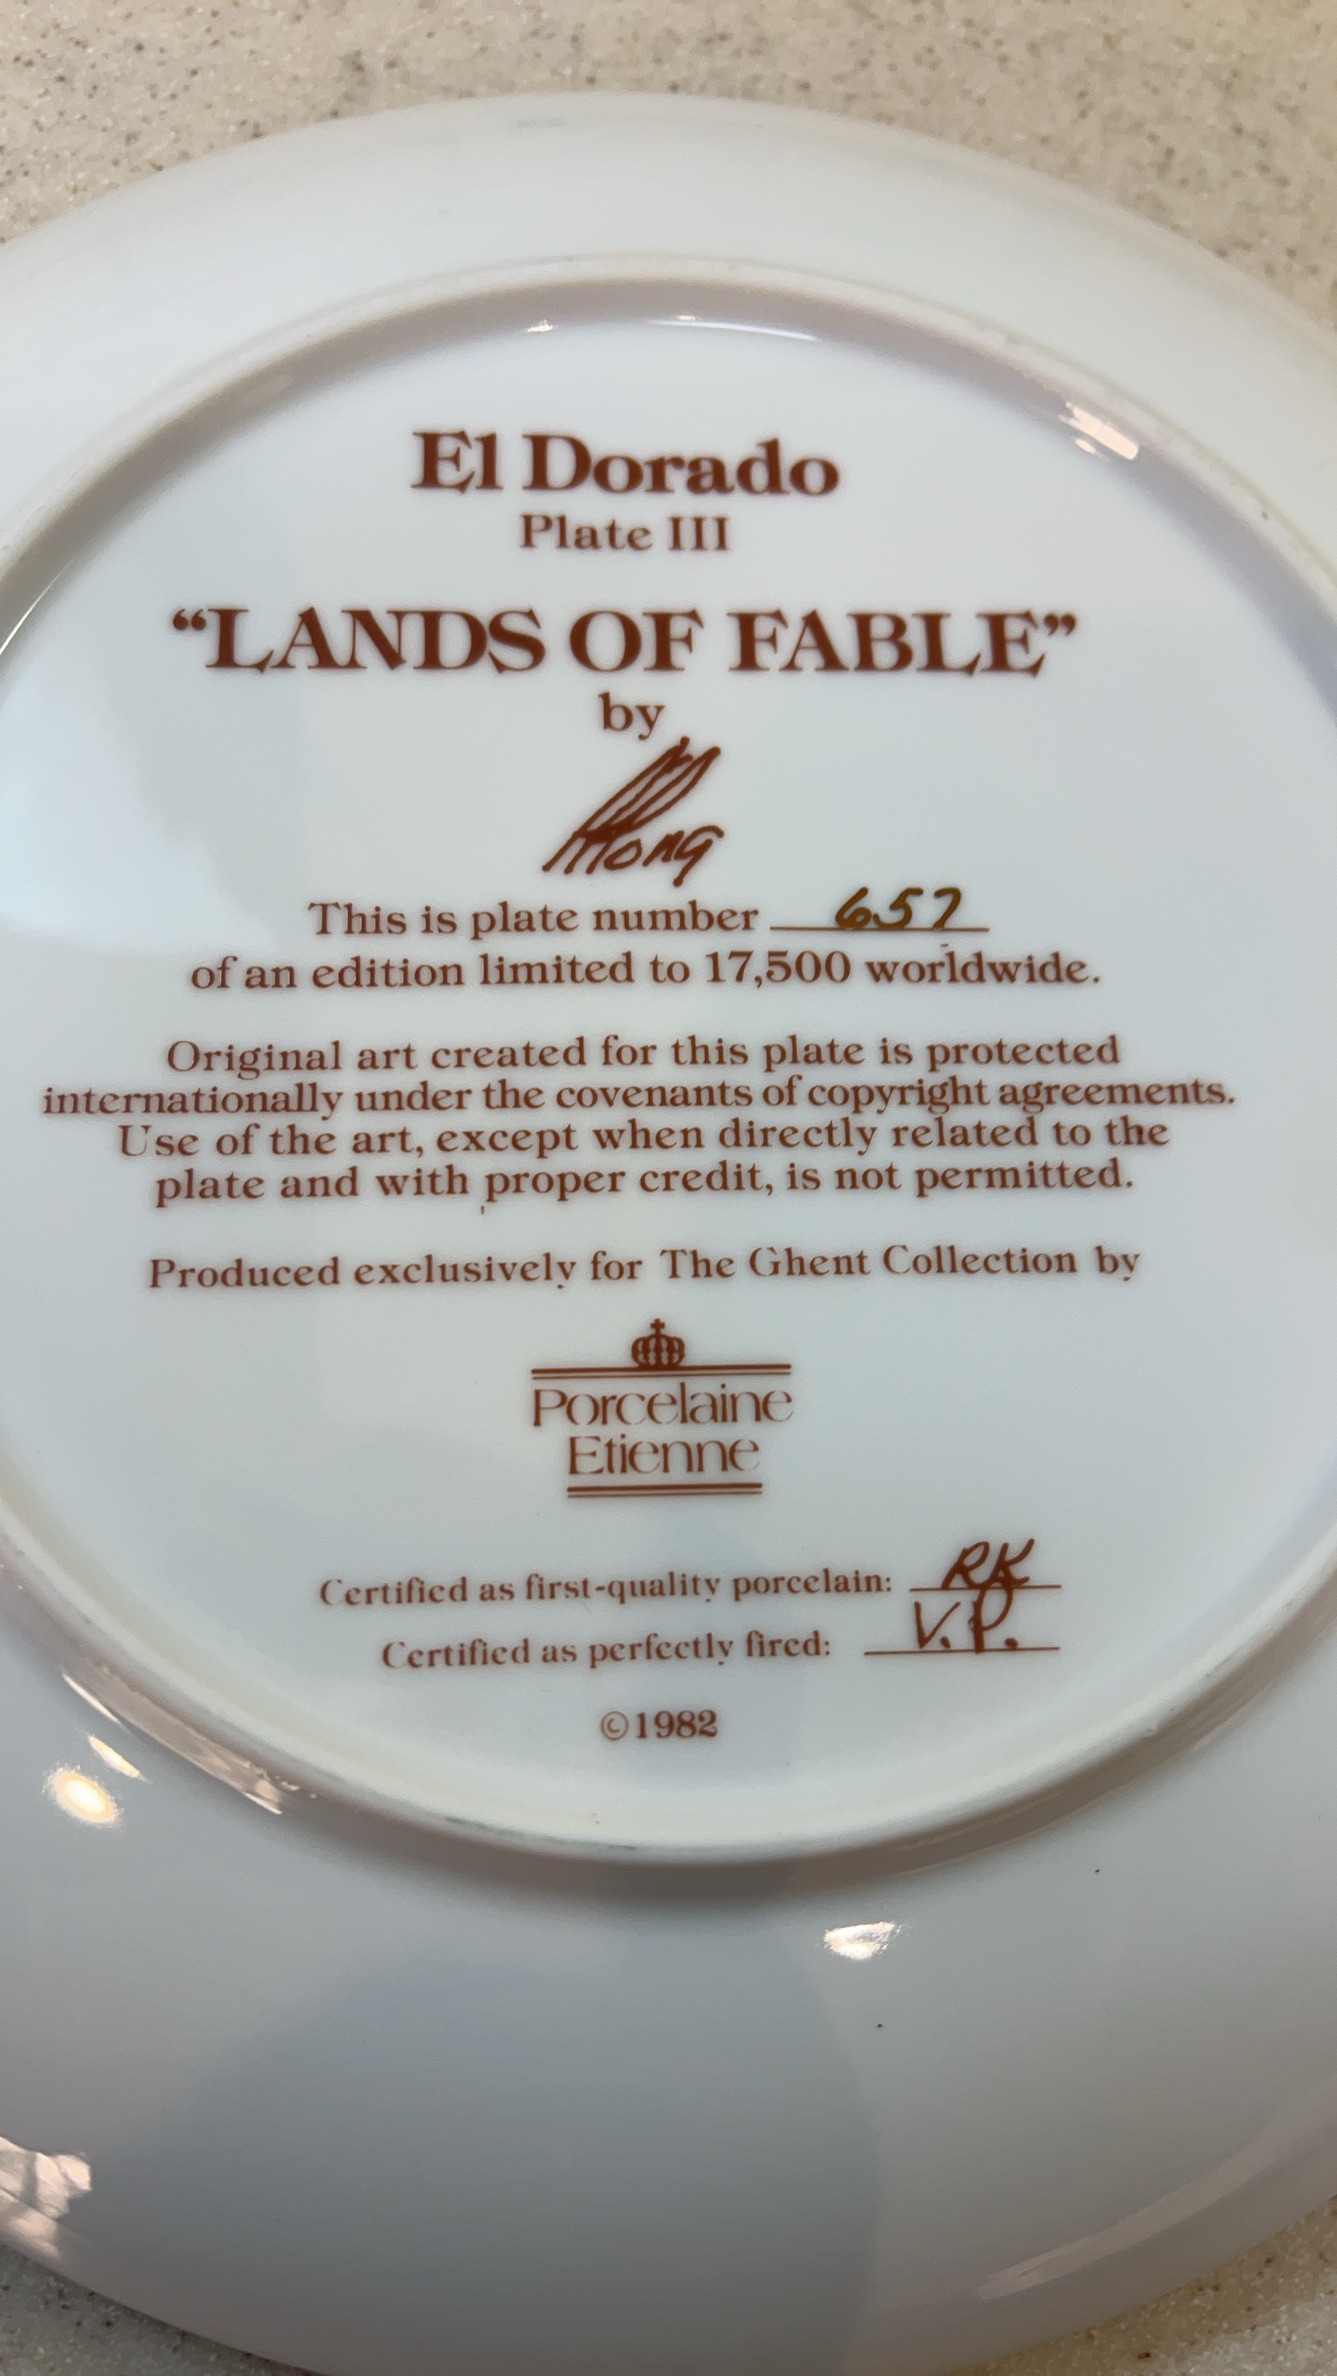 El Dorado
Plate III
“LANDS OF FABLE”
by
This is plate number 657
of an edition limited to 17,500 worldwide.
Original art created for this plate is protected
internationally under the covenants of copyright agreements.
Use of the art, except when directly related to the
plate and with proper credit, is not permitted.
Produced exclusively for The Ghent Collection by
Porcelaine
Etienne
Certified as first-quality porcelain: RK
Certified as perfectly fired: V.P.
©1982